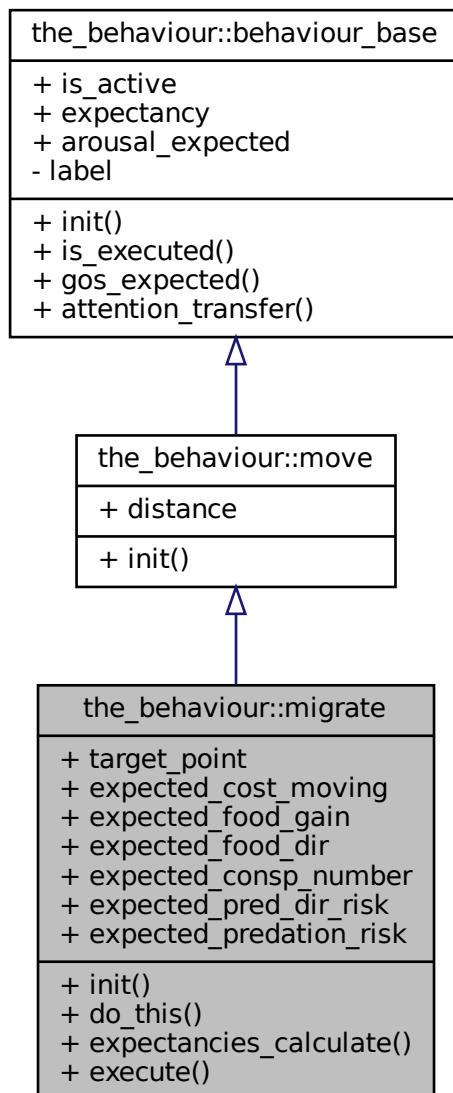 the_behaviour::behaviour_base
+ is_active
+ expectancy
+ arousal_expected
- label
+ init()
+ is_executed()
+ gos_expected()
+ attention_transfer()
the_behaviour::move
+ distance
+ init()
the_behaviour::migrate
+ target_point
+ expected_cost_moving
+ expected_food_gain
+ expected_food_dir
+ expected_consp_number
+ expected_pred_dir_risk
+ expected_predation_risk
+ init()
+ do_this()
+ expectancies_calculate()
+ execute()